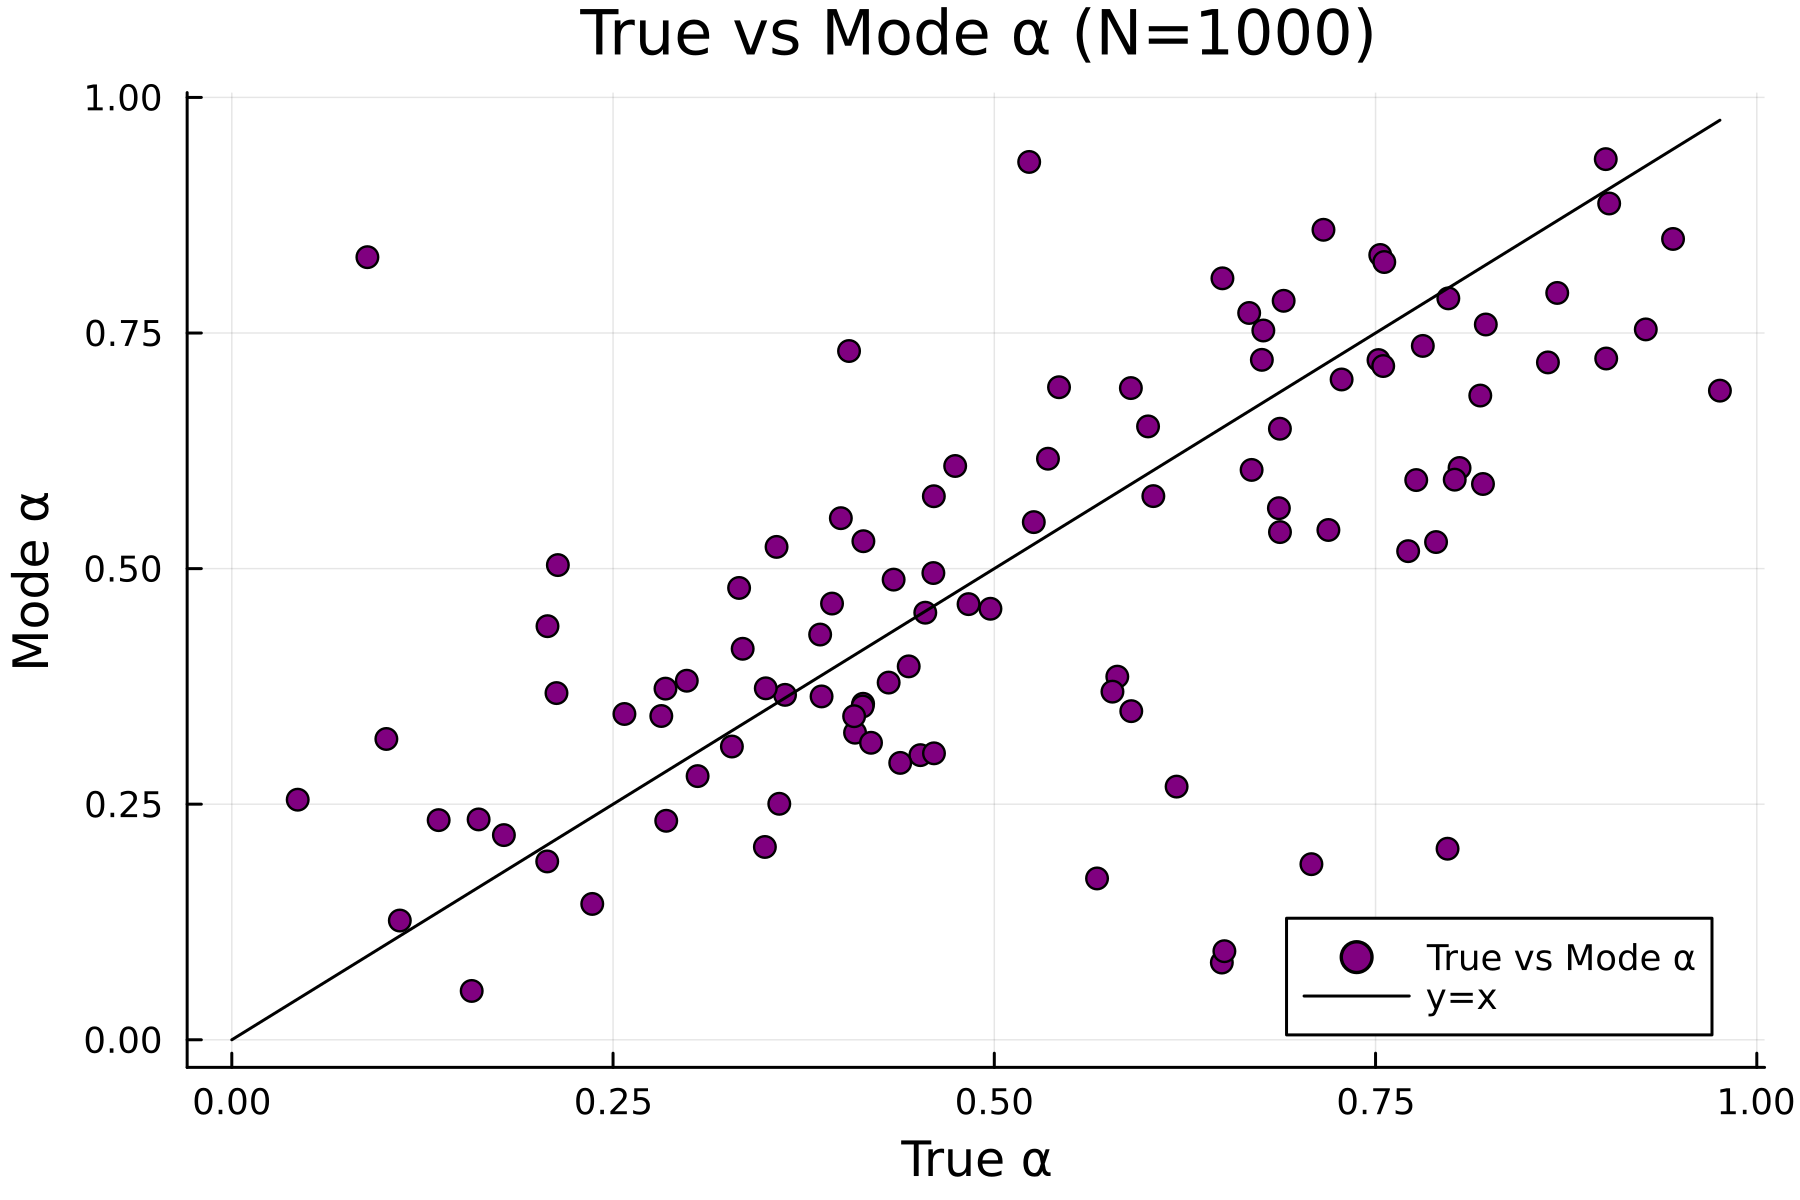 True vs Mode α (N=1000)
1.00
0.75
0.50
0.25
0.00
Mode α
0.00 0.25 0.50 0.75 1.00
True α
True vs Mode α
y=x